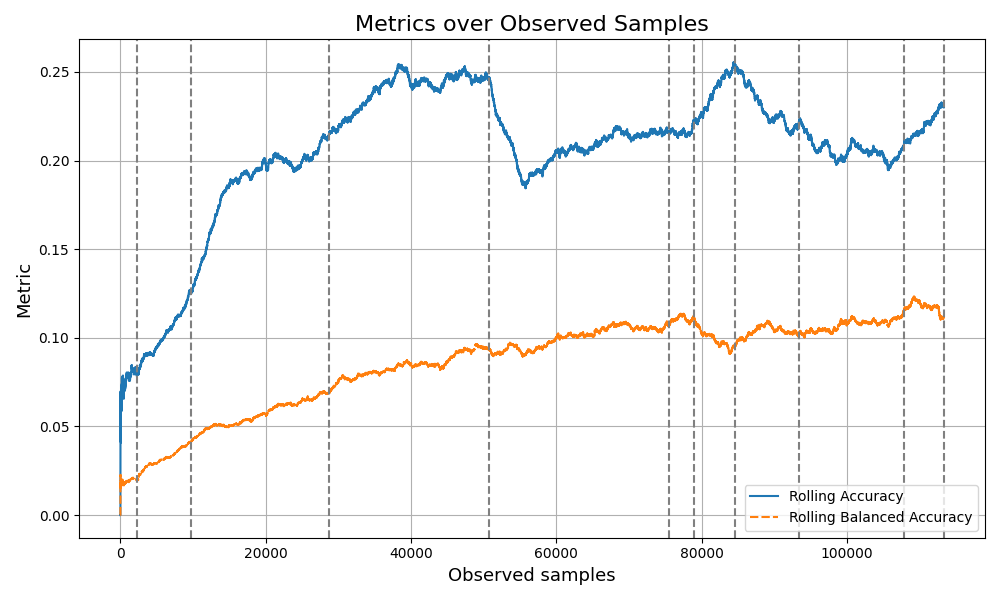 Metrics over Observed Samples
Metric
0.25
0.20
0.15
0.10
0.05
0.00
Rolling Accuracy
Rolling Balanced Accuracy
0
20000
40000
60000
80000
100000
Observed samples